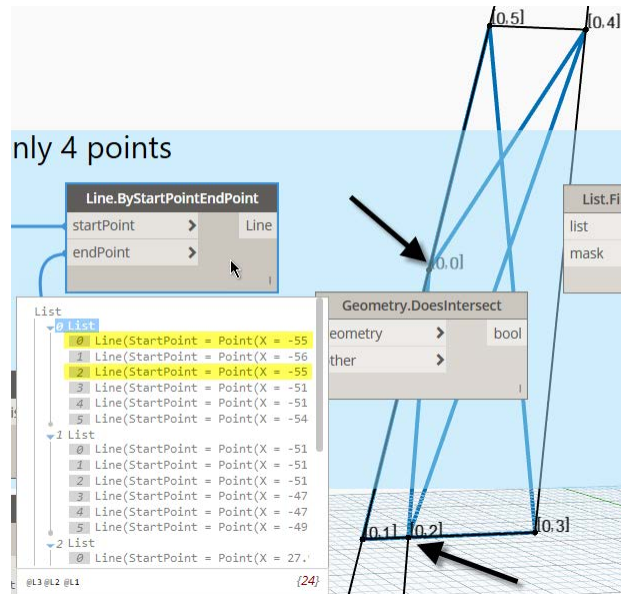 [0,5]
[0,4]
nly 4 points
Line.ByStartPointEndPoint
startPoint > Line
endPoint >
List.Fi
list
mask
[0,0]
Geometry.DoesIntersect
eometry > bool
ther >
List
0 List
0 Line(StartPoint = Point(X = -55
1 Line(StartPoint = Point(X = -56
2 Line(StartPoint = Point(X = -55
3 Line(StartPoint = Point(X = -51
4 Line(StartPoint = Point(X = -51
5 Line(StartPoint = Point(X = -54
1 List
0 Line(StartPoint = Point(X = -51
1 Line(StartPoint = Point(X = -51
2 Line(StartPoint = Point(X = -51
3 Line(StartPoint = Point(X = -47
4 Line(StartPoint = Point(X = -47
5 Line(StartPoint = Point(X = -49
2 List
0 Line(StartPoint = Point(X = 27.
@L3 @L2 @L1 {24}
[0,1] [0,2] [0,3]